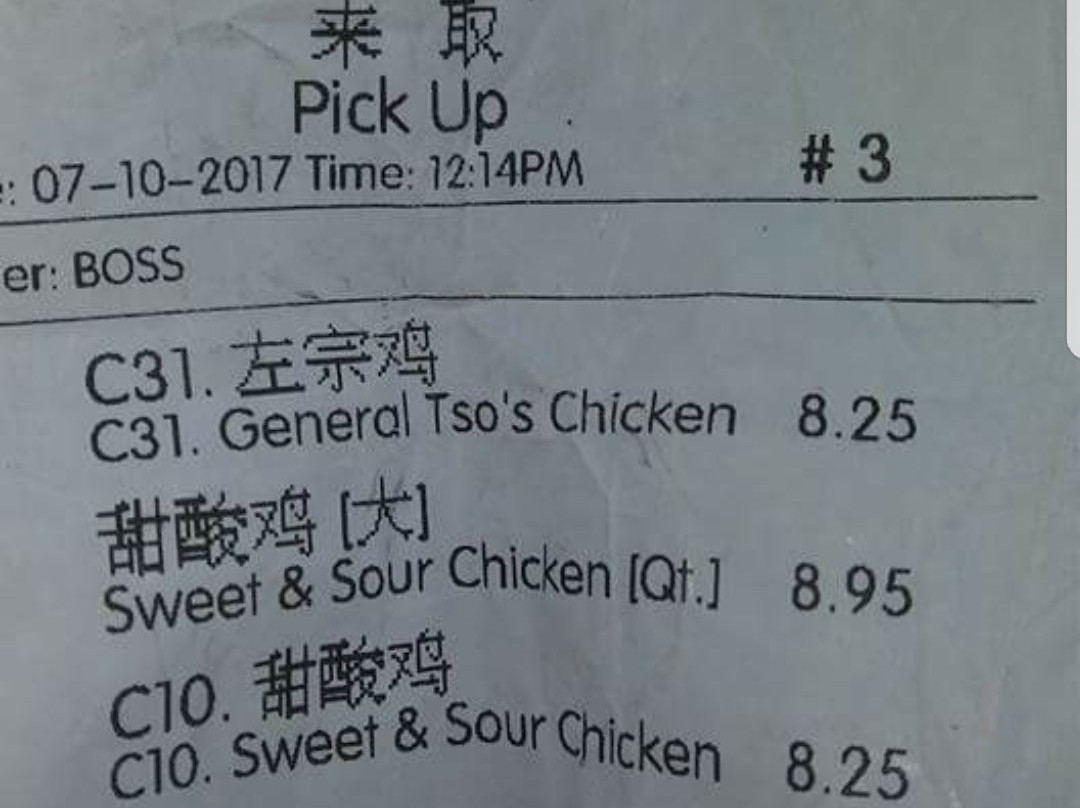 来 取
Pick Up
: 07-10-2017 Time: 12:14PM # 3
er: BOSS
C31. 左宗鸡
C31. General Tso's Chicken 8.25
甜酸鸡 [大]
Sweet & Sour Chicken [Qt.] 8.95
C10. 甜酸鸡
C10. Sweet & Sour Chicken 8.25